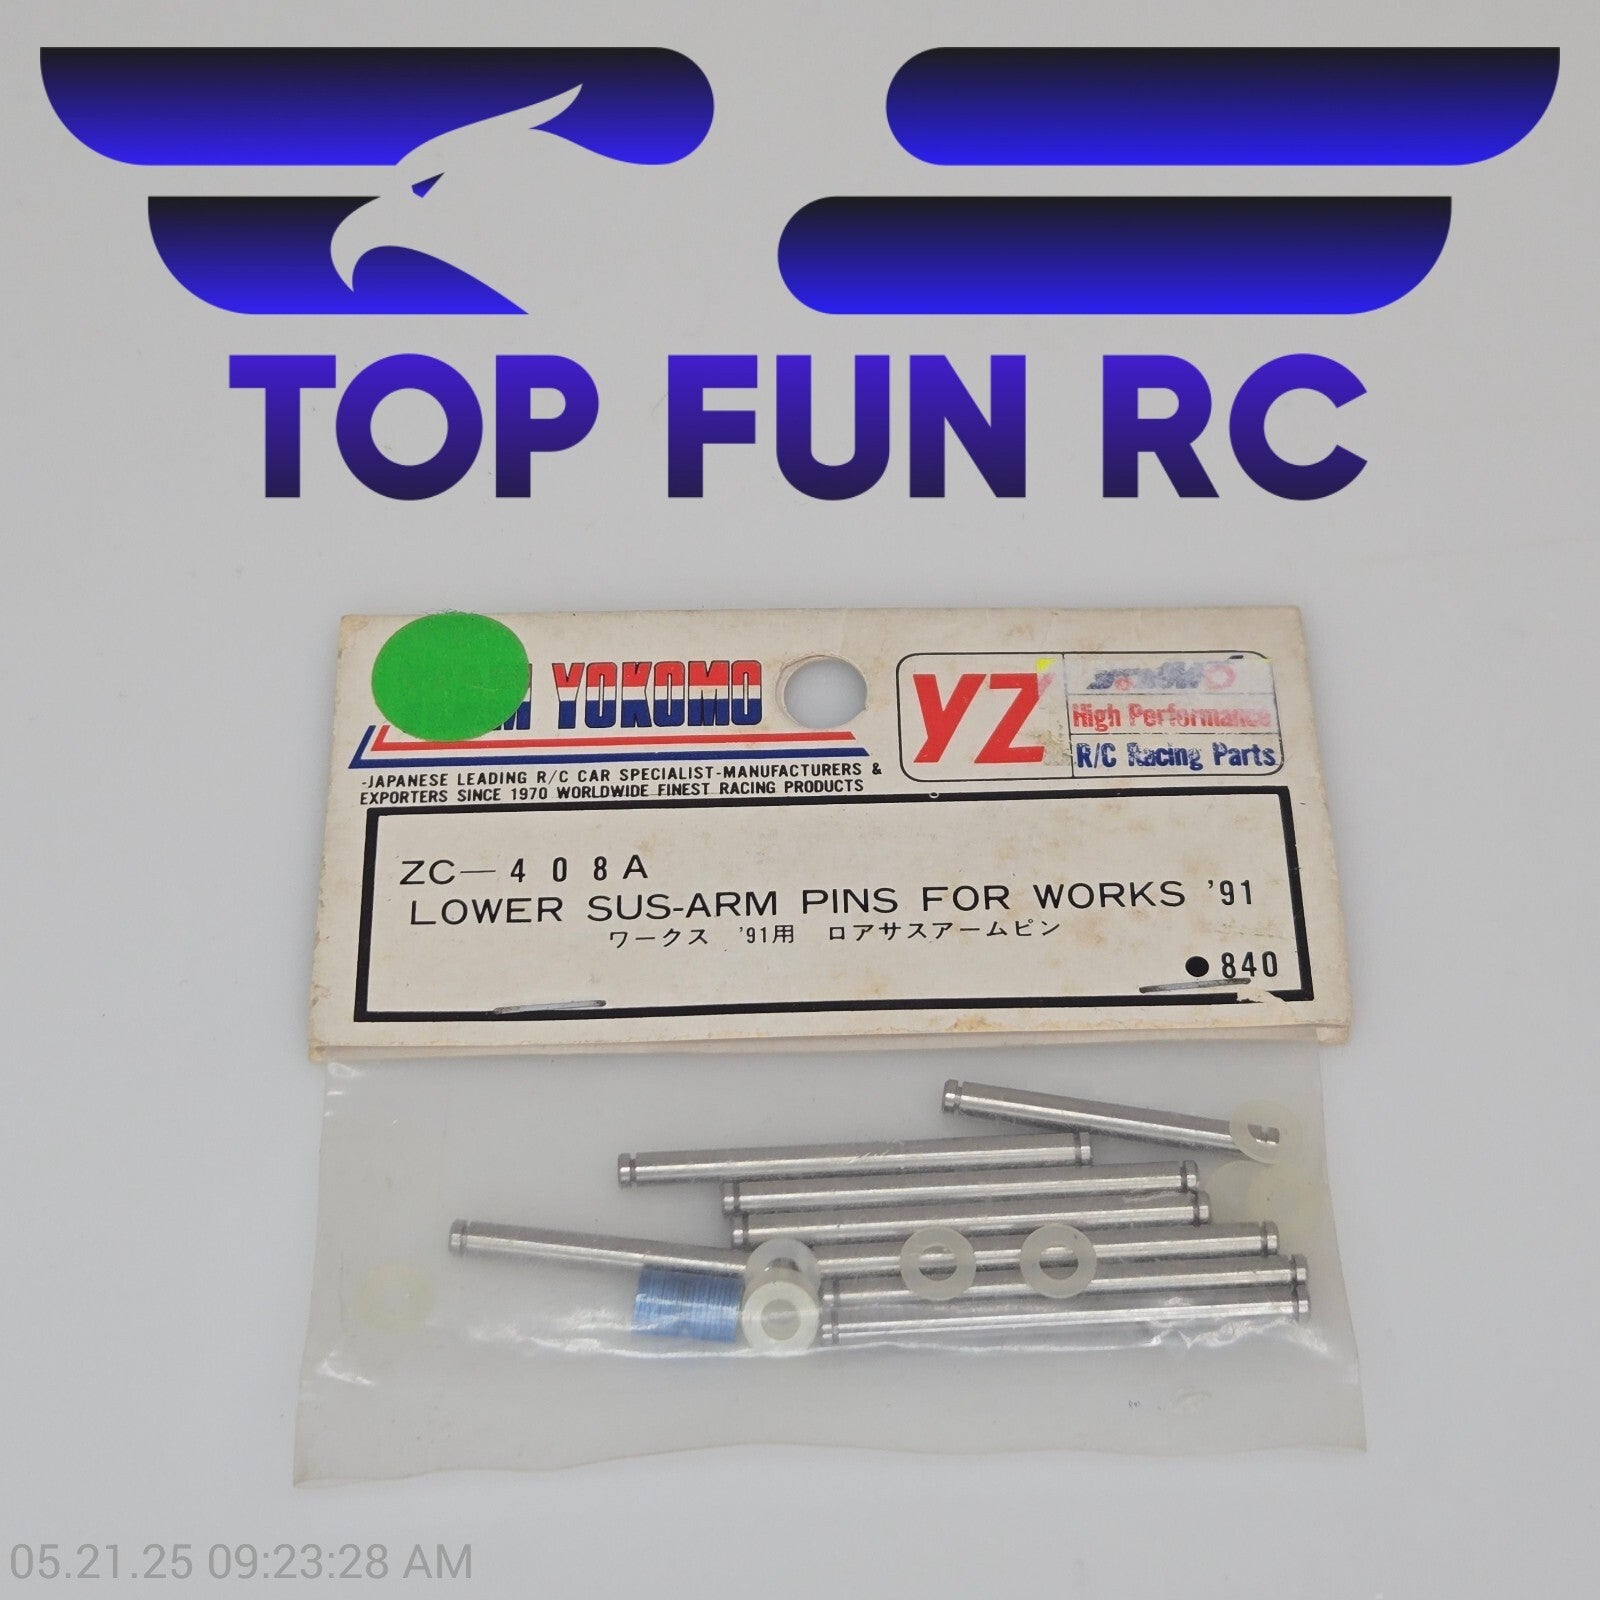 TOP FUN RC
YOKOMO
-JAPANESE LEADING R/C CAR SPECIALIST-MANUFACTURERS &
EXPORTERS SINCE 1970 WORLDWIDE FINEST RACING PRODUCTS
YZ
High Performance
R/C Racing Parts
ZC-408A
LOWER SUS-ARM PINS FOR WORKS '91
ワークス '91用 ロアサスアームピン
●840
05.21.25 09:23:28 AM